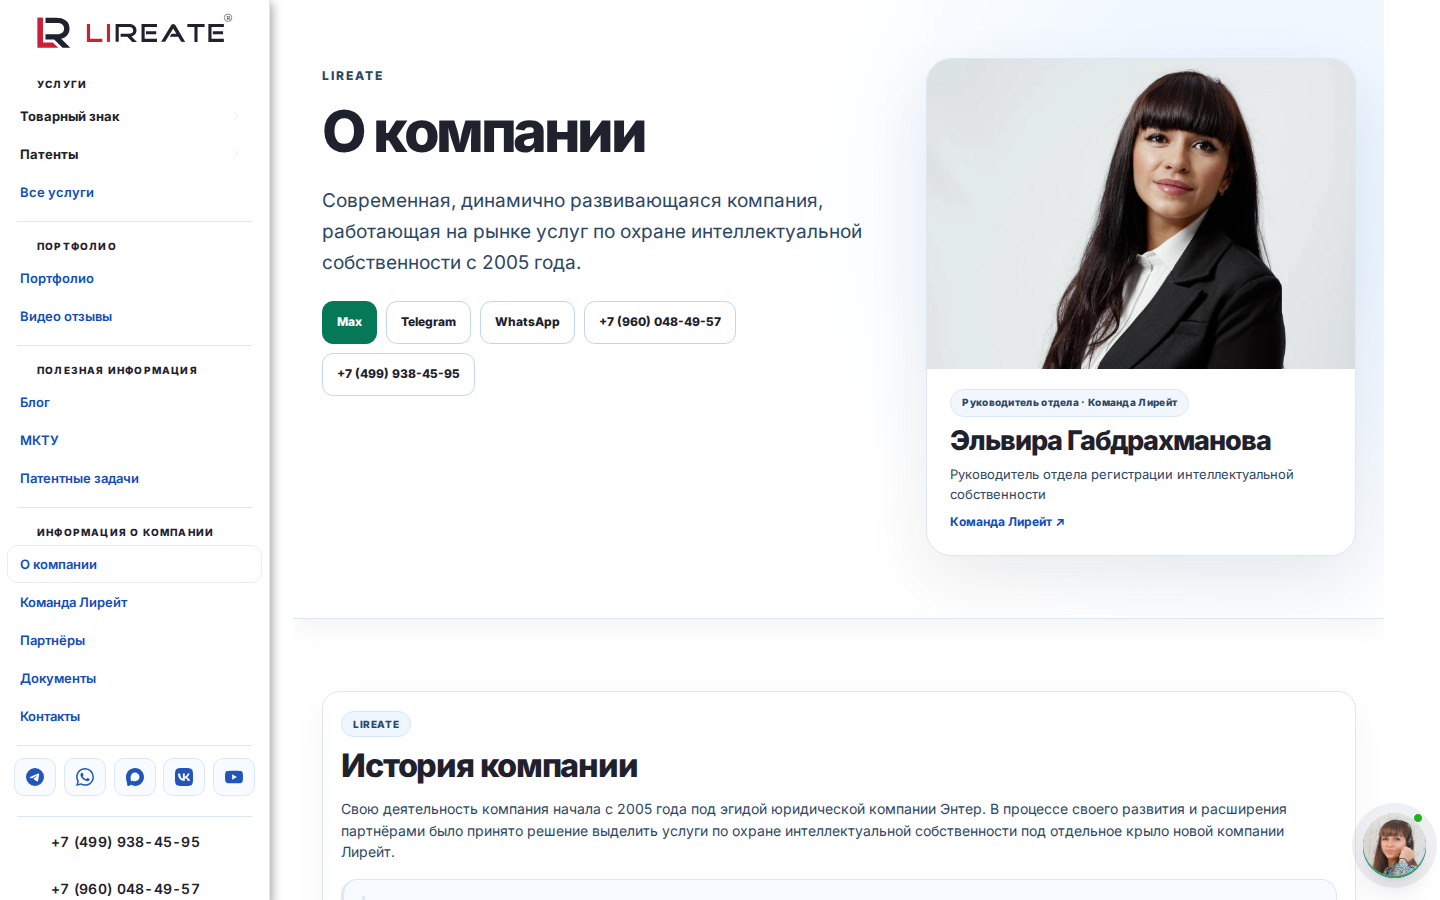 LIREATE®
УСЛУГИ
Товарный знак
Патенты
Все услуги
ПОРТФОЛИО
Портфолио
Видео отзывы
ПОЛЕЗНАЯ ИНФОРМАЦИЯ
Блог
МКТУ
Патентные задачи
ИНФОРМАЦИЯ О КОМПАНИИ
О компании
Команда Лирейт
Партнёры
Документы
Контакты
+7 (499) 938-45-95
+7 (960) 048-49-57
LIREATE
О компании
Современная, динамично развивающаяся компания,
работающая на рынке услуг по охране интеллектуальной
собственности с 2005 года.
Max
Telegram
WhatsApp
+7 (960) 048-49-57
+7 (499) 938-45-95
Руководитель отдела · Команда Лирейт
Эльвира Габдрахманова
Руководитель отдела регистрации интеллектуальной
собственности
Команда Лирейт ↗
LIREATE
История компании
Свою деятельность компания начала с 2005 года под эгидой юридической компании Энтер. В процессе своего развития и расширения
партнёрами было принято решение выделить услуги по охране интеллектуальной собственности под отдельное крыло новой компании
Лирейт.